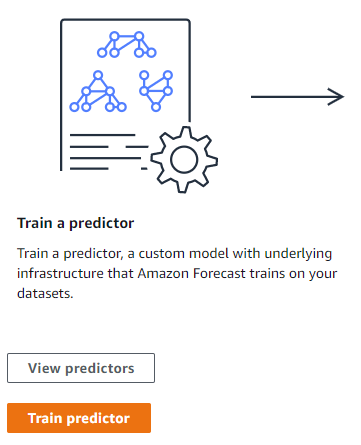 Train a predictor
Train a predictor, a custom model with underlying
infrastructure that Amazon Forecast trains on your
datasets.
View predictors
Train predictor